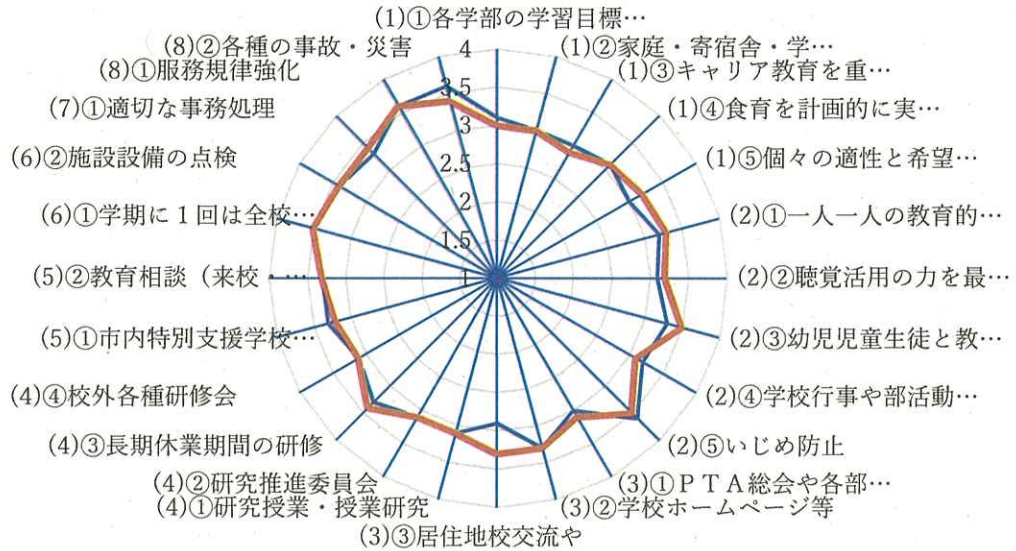 (1)①各学部の学習目標…
(1)②家庭・寄宿舎・学…
(1)③キャリア教育を重…
(1)④食育を計画的に実…
(1)⑤個々の適性と希望…
(2)①一人一人の教育的…
(2)②聴覚活用の力を最…
(2)③幼児児童生徒と教…
(2)④学校行事や部活動…
(2)⑤いじめ防止
(3)①ＰＴＡ総会や各部…
(3)②学校ホームページ等
(3)③居住地校交流や
(4)①研究授業・授業研究
(4)②研究推進委員会
(4)③長期休業期間の研修
(4)④校外各種研修会
(5)①市内特別支援学校…
(5)②教育相談（来校・…
(6)①学期に１回は全校…
(6)②施設設備の点検
(7)①適切な事務処理
(8)①服務規律強化
(8)②各種の事故・災害
4
3.5
3
2.5
2
1.5
1